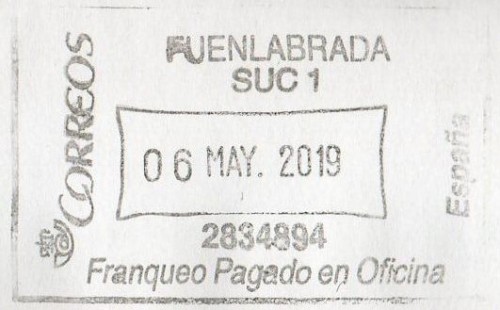 CORREOS
FUENLABRADA
SUC 1
06 MAY. 2019
2834894
Franqueo Pagado en Oficina
España